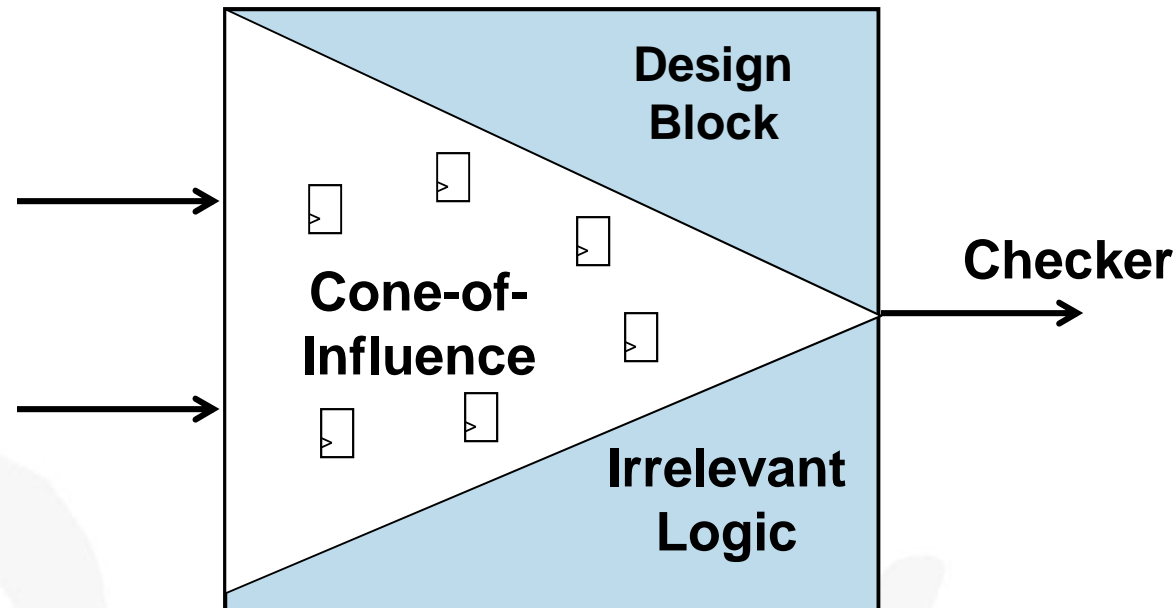 Design
Block
Checker
Cone-of-
Influence
Irrelevant
Logic